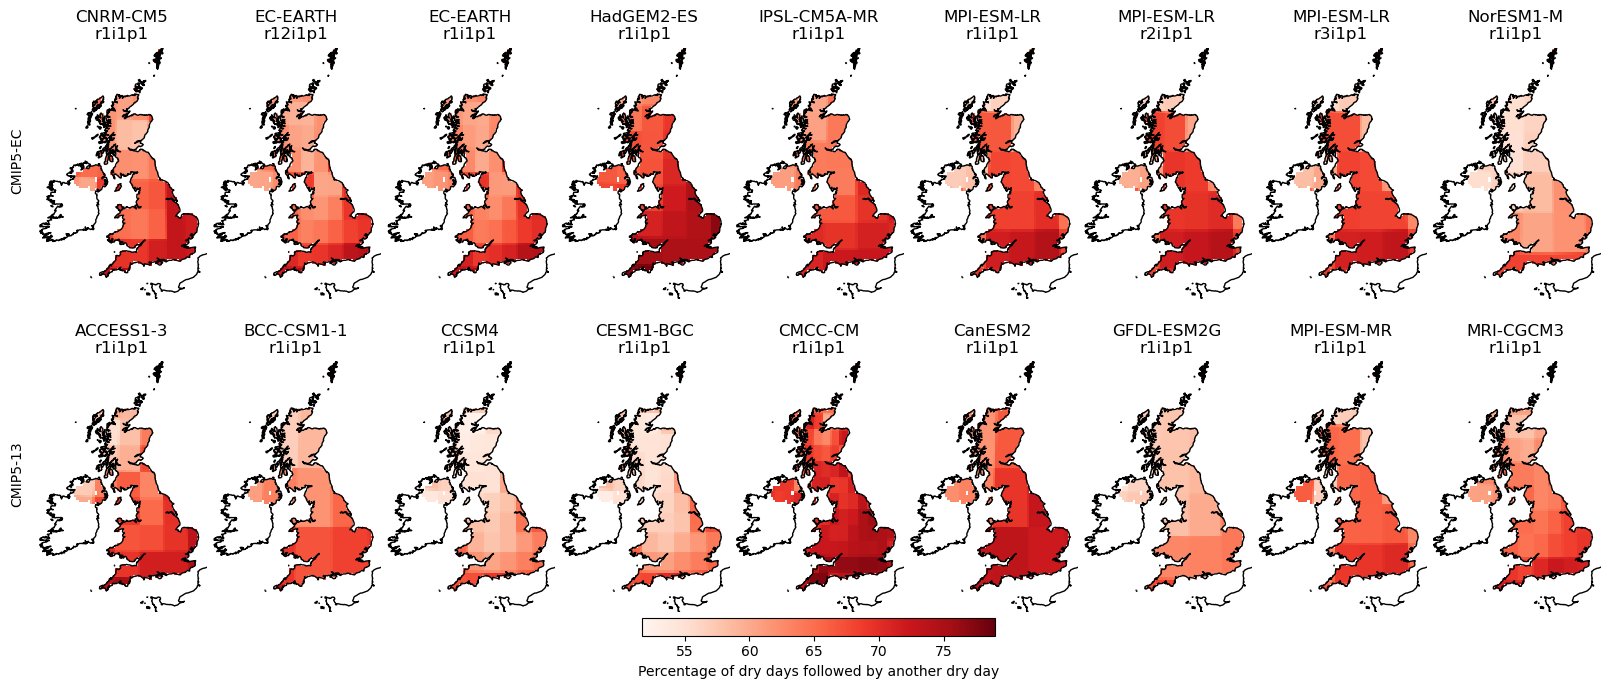 CNRM-CM5 EC-EARTH EC-EARTH HadGEM2-ES IPSL-CM5A-MR MPI-ESM-LR MPI-ESM-LR MPI-ESM-LR NorESM1-M
r1i1p1 r12i1p1 r1i1p1 r1i1p1 r1i1p1 r1i1p1 r2i1p1 r3i1p1 r1i1p1
CMIP5-EC
ACCESS1-3 BCC-CSM1-1 CCSM4 CESM1-BGC CMCC-CM CanESM2 GFDL-ESM2G MPI-ESM-MR MRI-CGCM3
r1i1p1 r1i1p1 r1i1p1 r1i1p1 r1i1p1 r1i1p1 r1i1p1 r1i1p1 r1i1p1
CMIP5-13
55 60 65 70 75
Percentage of dry days followed by another dry day